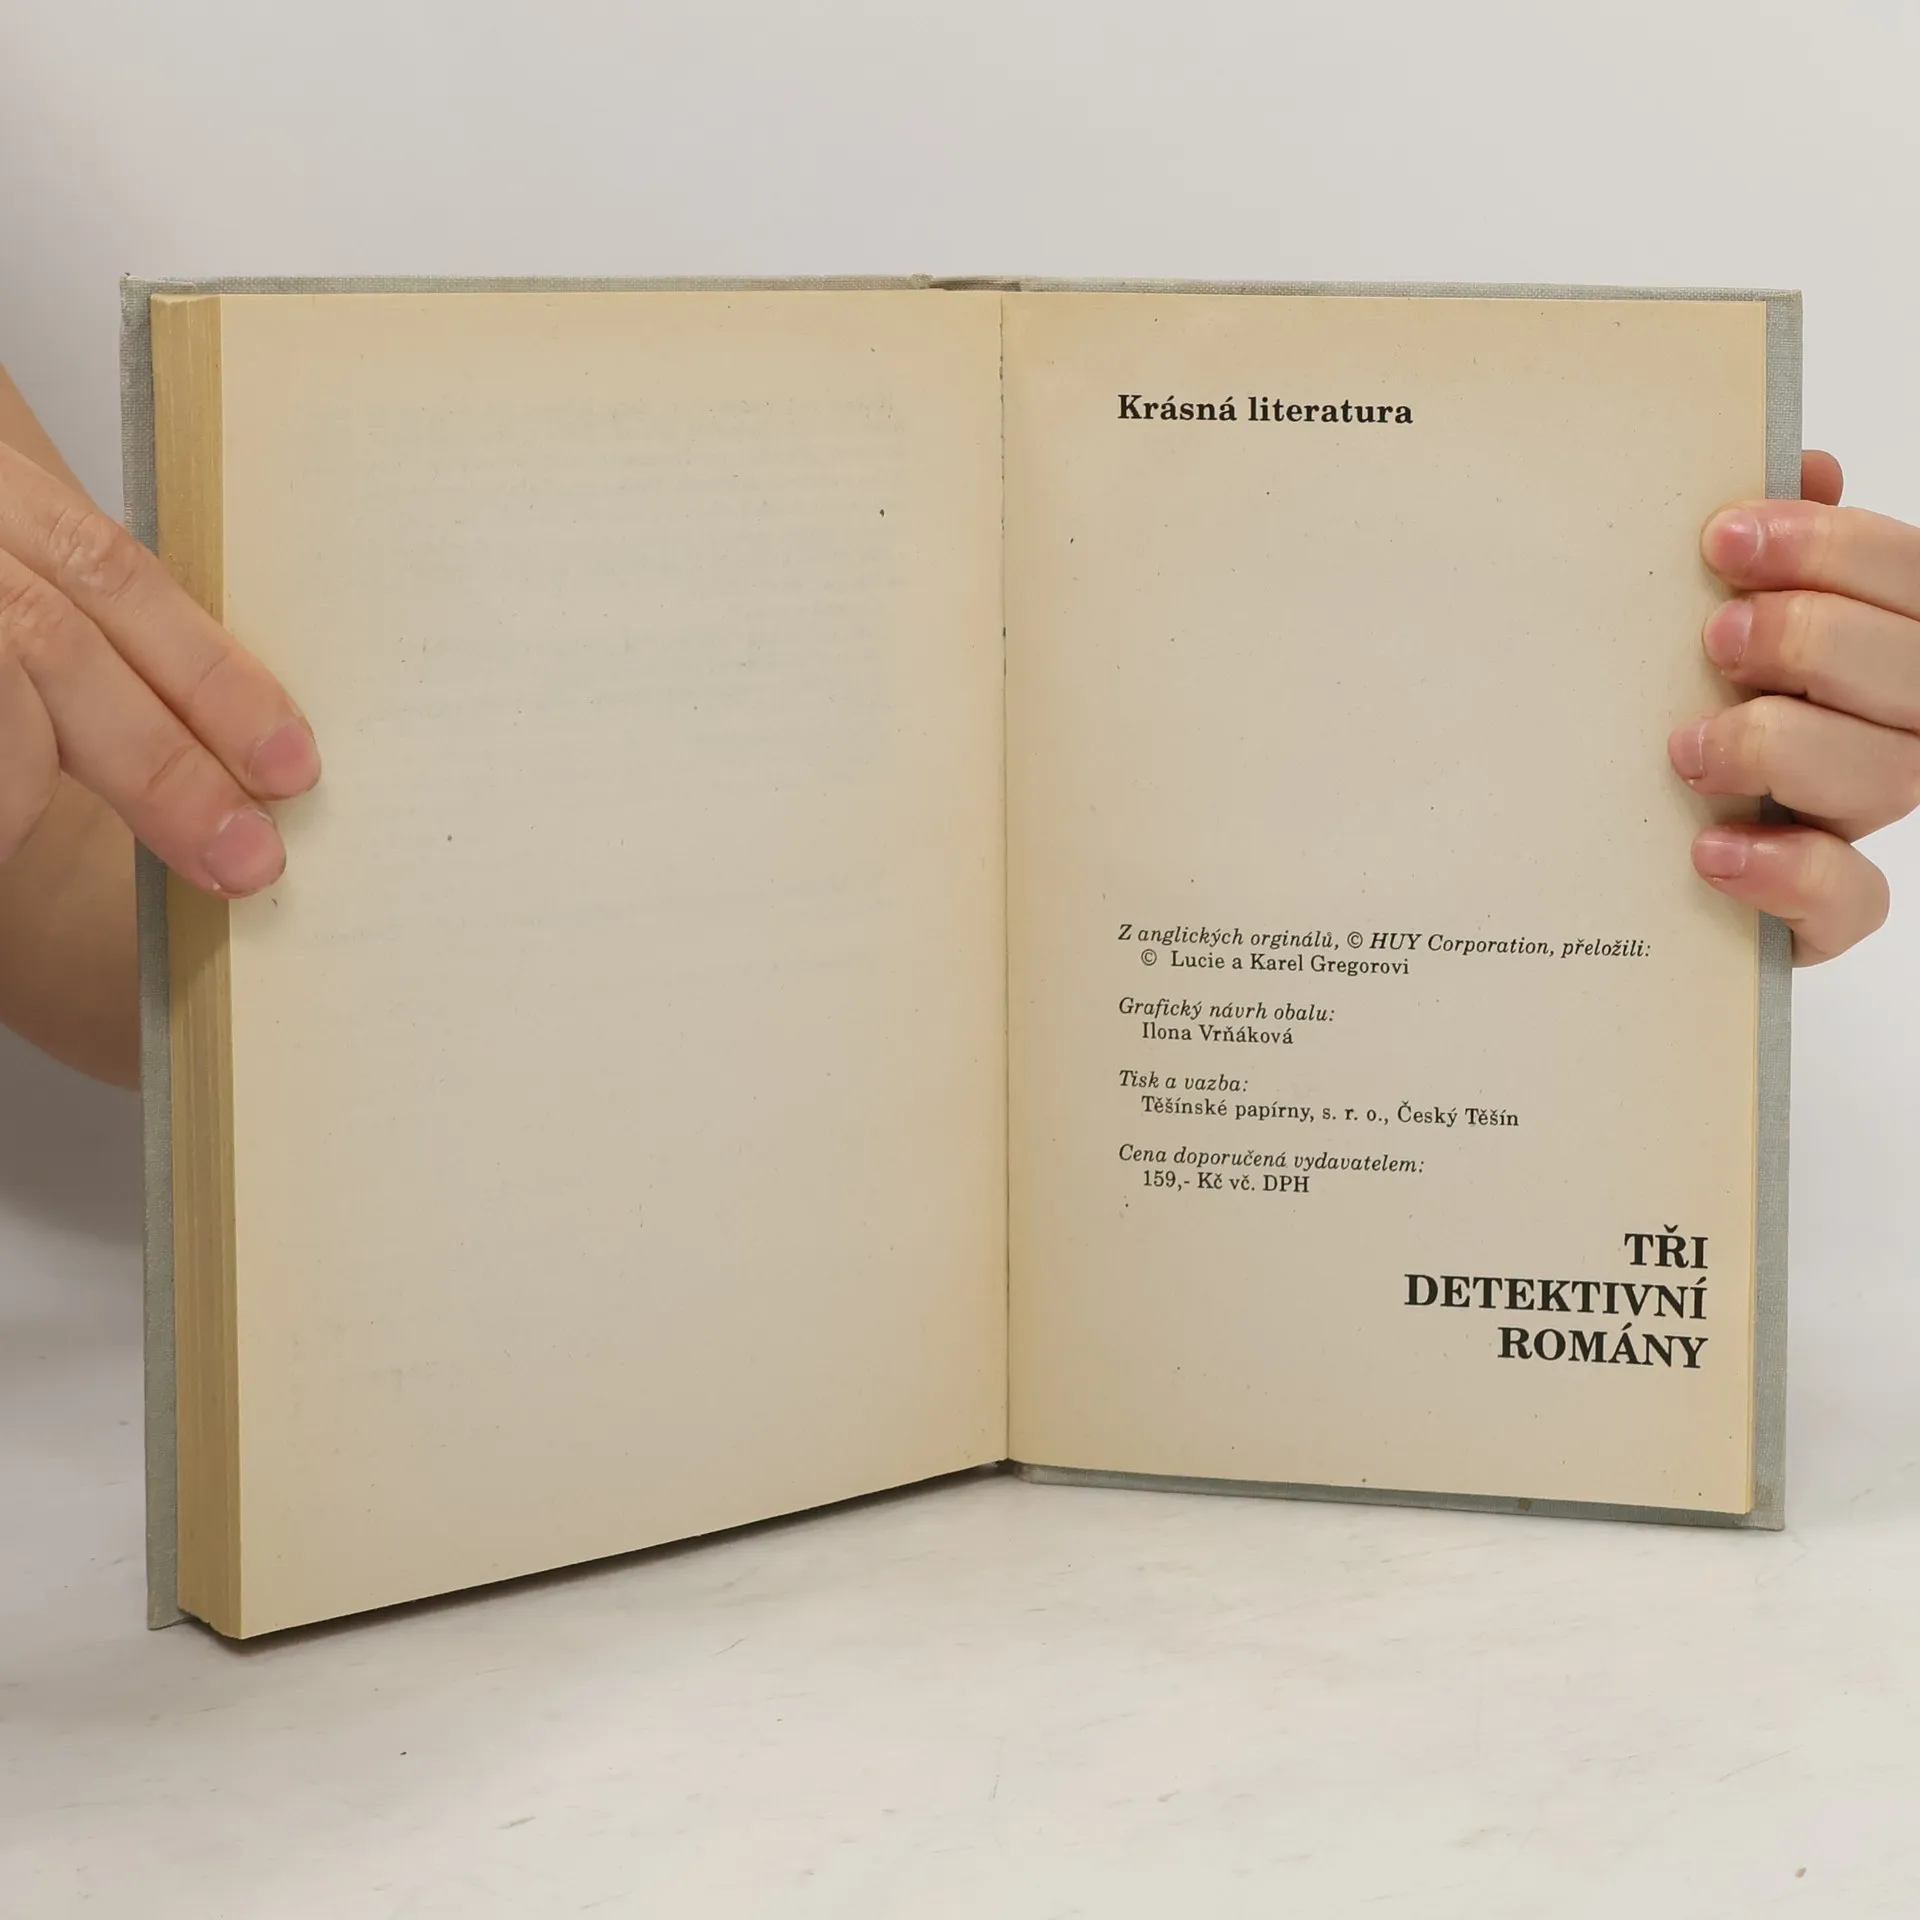 Krásná literatura
Z anglických orginálů, © HUY Corporation, přeložili:
© Lucie a Karel Gregorovi
Grafický návrh obalu:
Ilona Vrňáková
Tisk a vazba:
Těšínské papírny, s. r. o., Český Těšín
Cena doporučená vydavatelem:
159,- Kč vč. DPH
TŘI
DETEKTIVNÍ
ROMÁNY